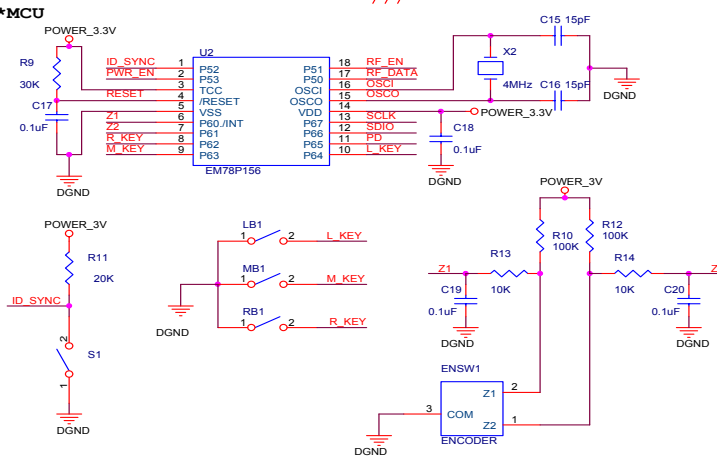 *MCU
POWER_3.3V
R9
30K
C17
0.1uF
DGND
U2
ID_SYNC 1 P52 P51 18 RF_EN
PWR_EN 2 P53 P50 17 RF_DATA
3 TCC OSCI 16 OSCI
RESET 4 /RESET OSCO 15 OSCO
5 VSS VDD 14
Z1 6 P60./INT P67 13 SCLK
Z2 7 P61 P66 12 SDIO
R_KEY 8 P62 P65 11 PD
M_KEY 9 P63 P64 10 L_KEY
EM78P156
C15 15pF
X2
4MHz
C16 15pF
DGND
POWER_3.3V
C18
0.1uF
DGND
POWER_3V
R11
20K
ID_SYNC
2
S1
1
DGND
LB1
1 2 L_KEY
MB1
1 2 M_KEY
RB1
1 2 R_KEY
DGND
POWER_3V
R10
100K
R12
100K
Z1
R13
10K
R14
10K
Z
C19
0.1uF
DGND
C20
0.1uF
DGND
ENSW1
Z1 2
3 COM
Z2 1
ENCODER
DGND